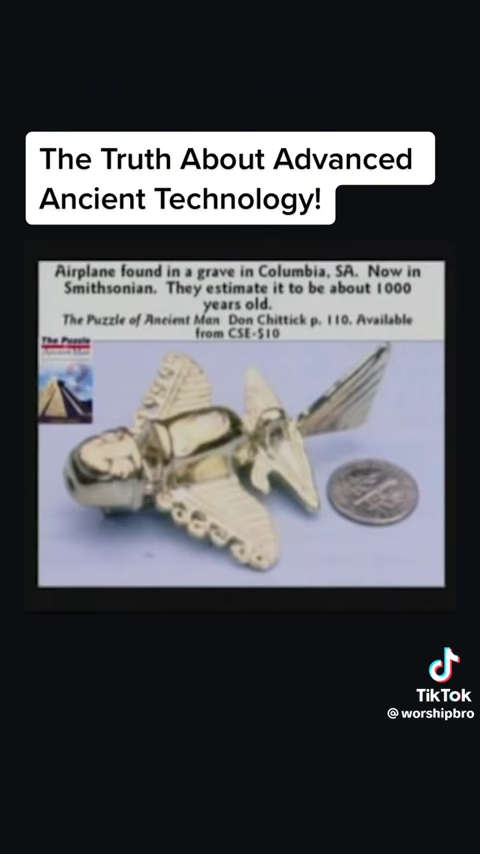 The Truth About Advanced
Ancient Technology!
Airplane found in a grave in Columbia, SA. Now in
Smithsonian. They estimate it to be about 1000
years old.
The Puzzle of Ancient Man Don Chittick p. 110. Available
from CSE-$10
The Puzzle
TikTok
@worshipbro